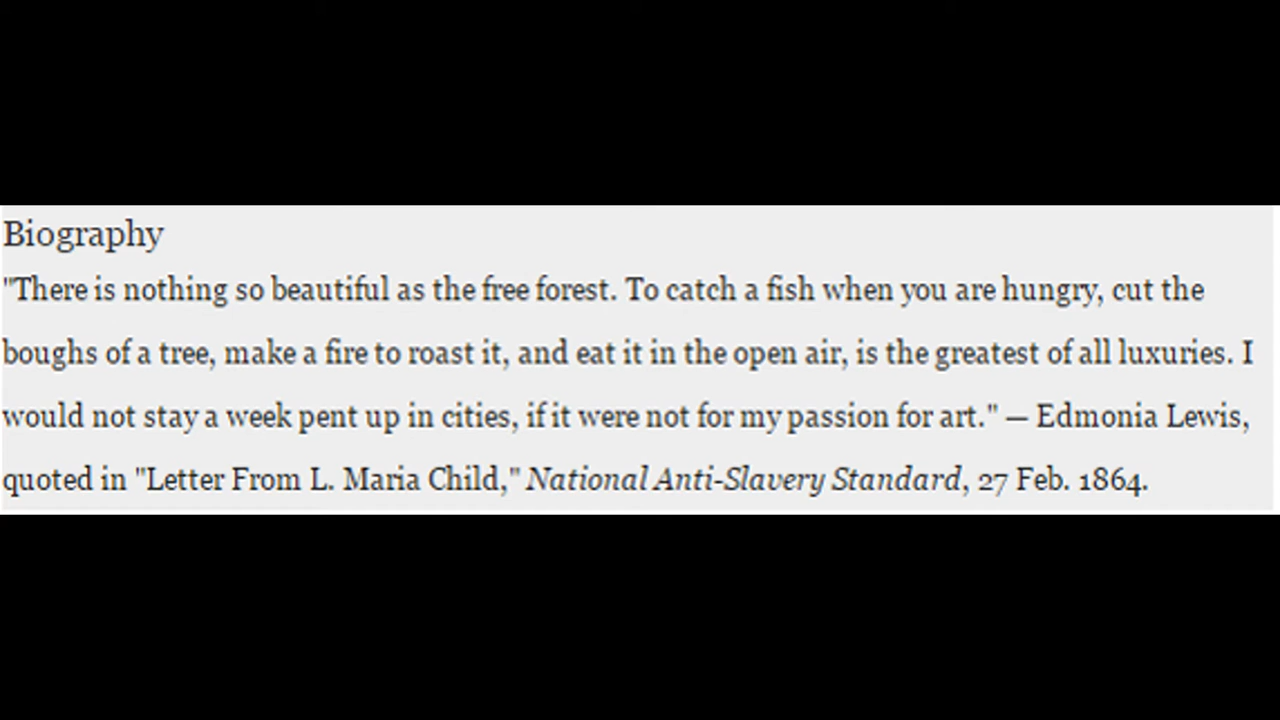 Biography
"There is nothing so beautiful as the free forest. To catch a fish when you are hungry, cut the
boughs of a tree, make a fire to roast it, and eat it in the open air, is the greatest of all luxuries. I
would not stay a week pent up in cities, if it were not for my passion for art." — Edmonia Lewis,
quoted in "Letter From L. Maria Child," National Anti-Slavery Standard, 27 Feb. 1864.